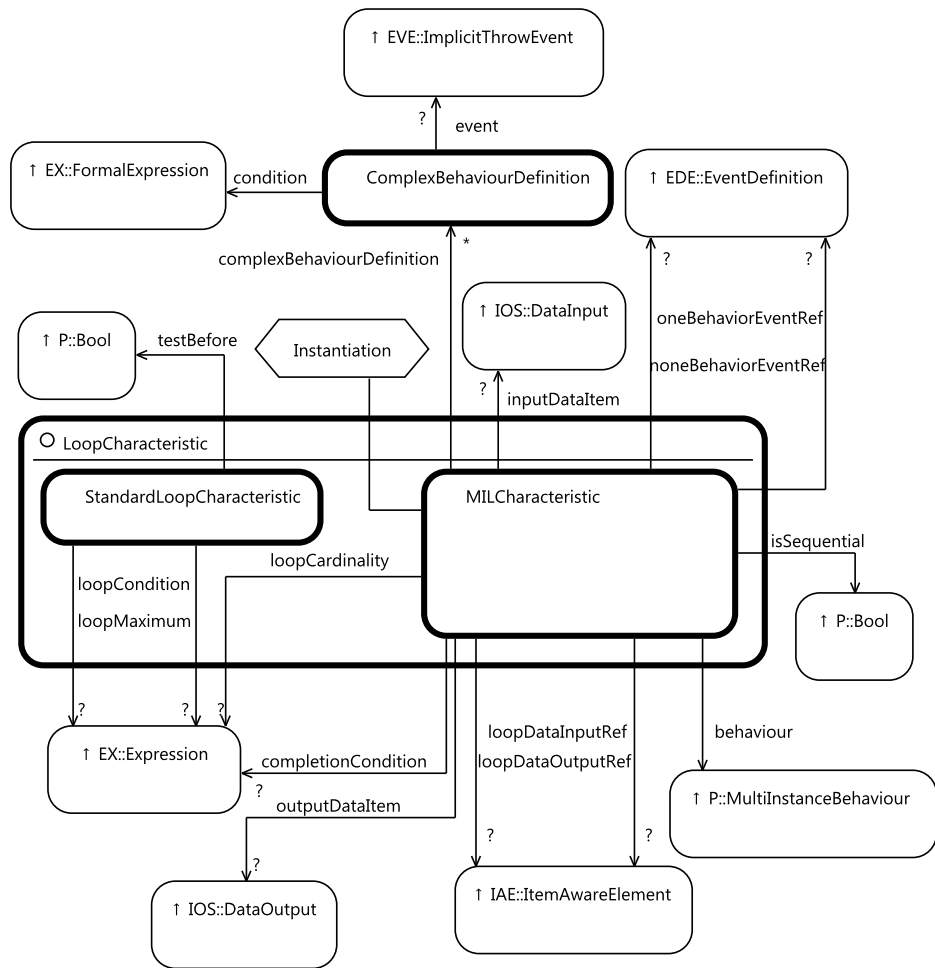 ↑ EVE::ImplicitThrowEvent
?
event
↑ EX::FormalExpression
condition
ComplexBehaviourDefinition
↑ EDE::EventDefinition
*
complexBehaviourDefinition
?
?
↑ P::Bool
testBefore
Instantiation
↑ IOS::DataInput
oneBehaviorEventRef
noneBehaviorEventRef
?
inputDataItem
LoopCharacteristic
StandardLoopCharacteristic
MILCharacteristic
isSequential
loopCardinality
loopCondition
loopMaximum
↑ P::Bool
?
?
?
↑ EX::Expression
completionCondition
?
loopDataInputRef
loopDataOutputRef
behaviour
outputDataItem
↑ P::MultiInstanceBehaviour
?
?
?
↑ IOS::DataOutput
↑ IAE::ItemAwareElement